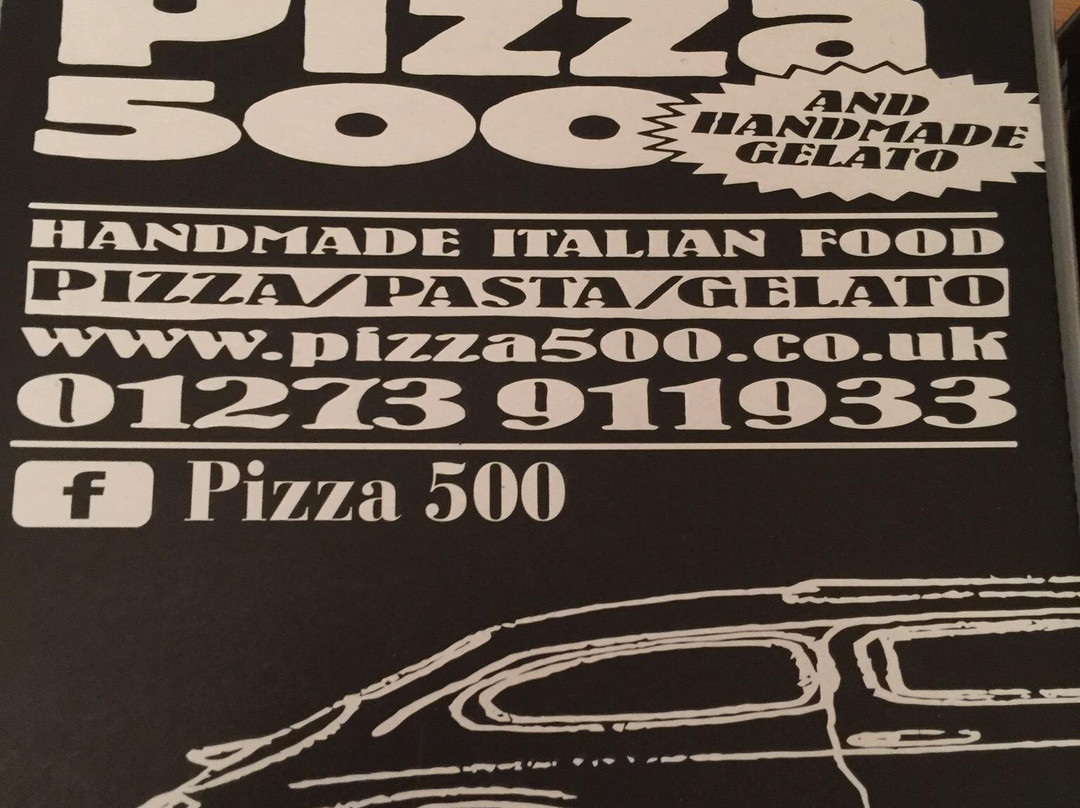 Pizza
500
AND
HANDMADE
GELATO
HANDMADE ITALIAN FOOD
PIZZA/PASTA/GELATO
www.pizza500.co.uk
01273 911933
f Pizza 500